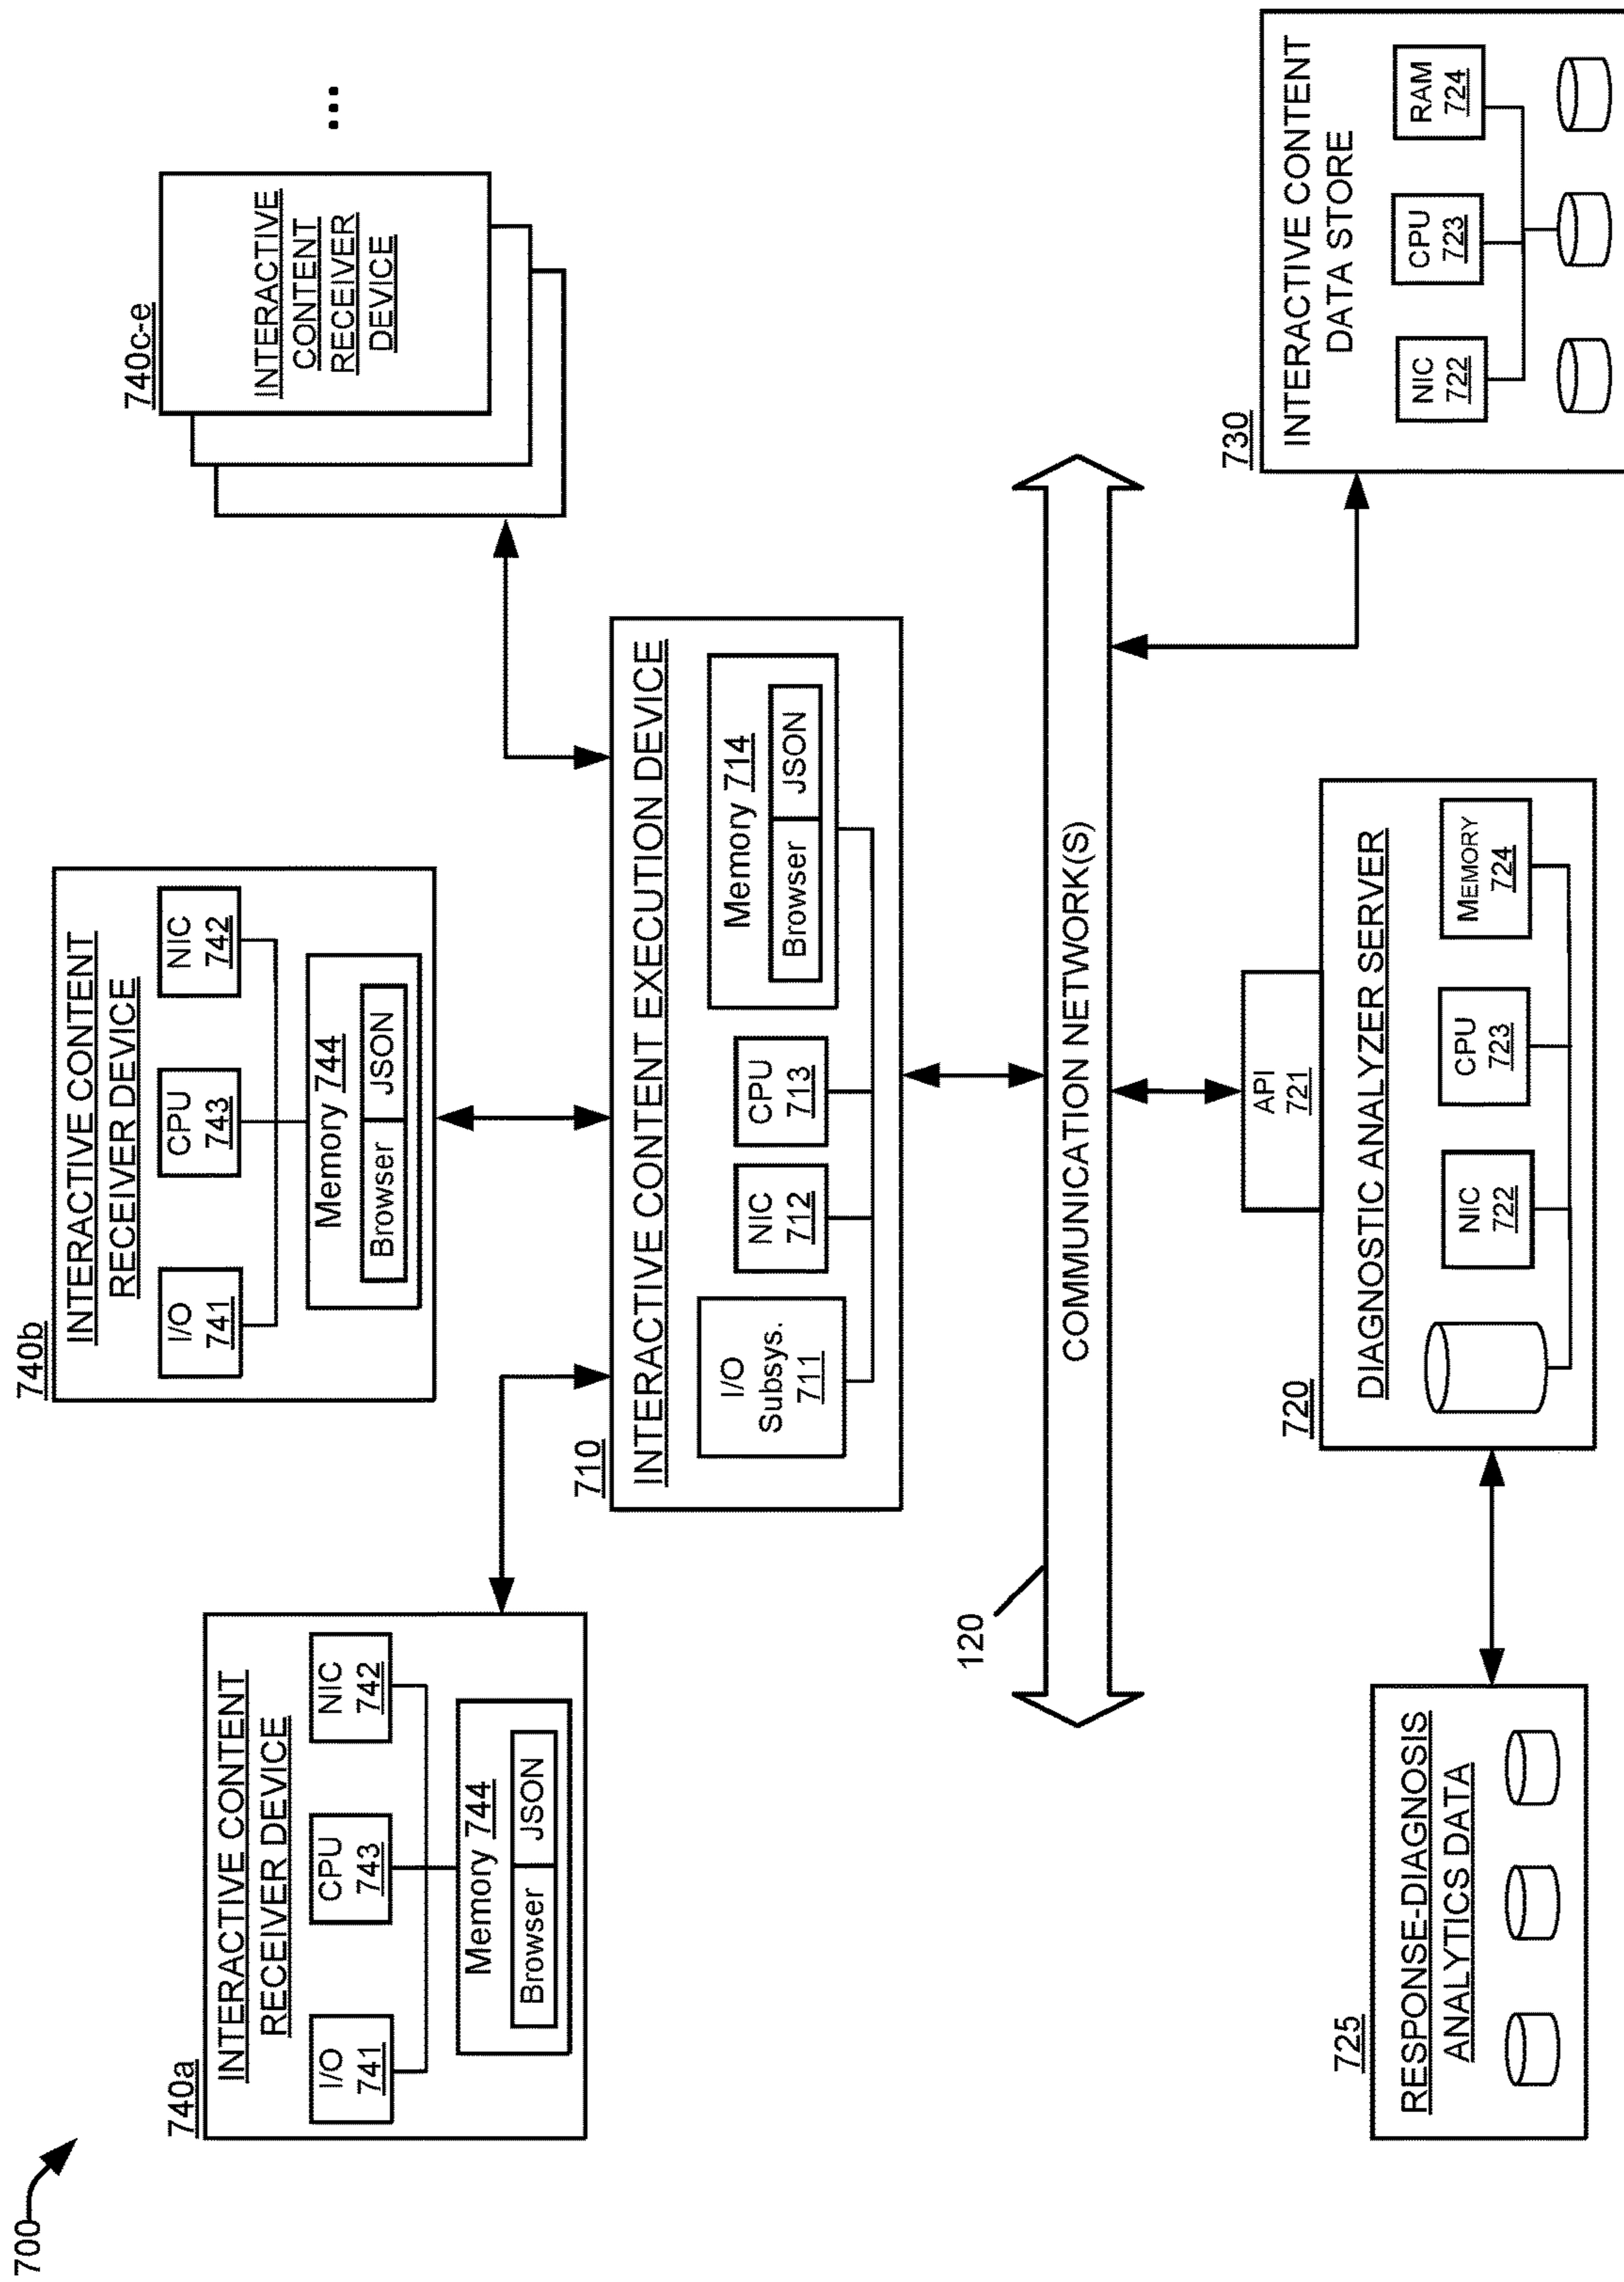 700
740a
INTERACTIVE CONTENT
RECEIVER DEVICE
I/O
741
CPU
743
NIC
742
Memory 744
Browser
JSON
740b
INTERACTIVE CONTENT
RECEIVER DEVICE
I/O
741
CPU
743
NIC
742
Memory 744
Browser
JSON
740c-e
INTERACTIVE
CONTENT
RECEIVER
DEVICE
...
710
INTERACTIVE CONTENT EXECUTION DEVICE
I/O
Subsys.
711
NIC
712
CPU
713
Memory 714
Browser
JSON
120
COMMUNICATION NETWORK(S)
725
RESPONSE-DIAGNOSIS
ANALYTICS DATA
API
721
720
DIAGNOSTIC ANALYZER SERVER
NIC
722
CPU
723
MEMORY
724
730
INTERACTIVE CONTENT
DATA STORE
NIC
722
CPU
723
RAM
724